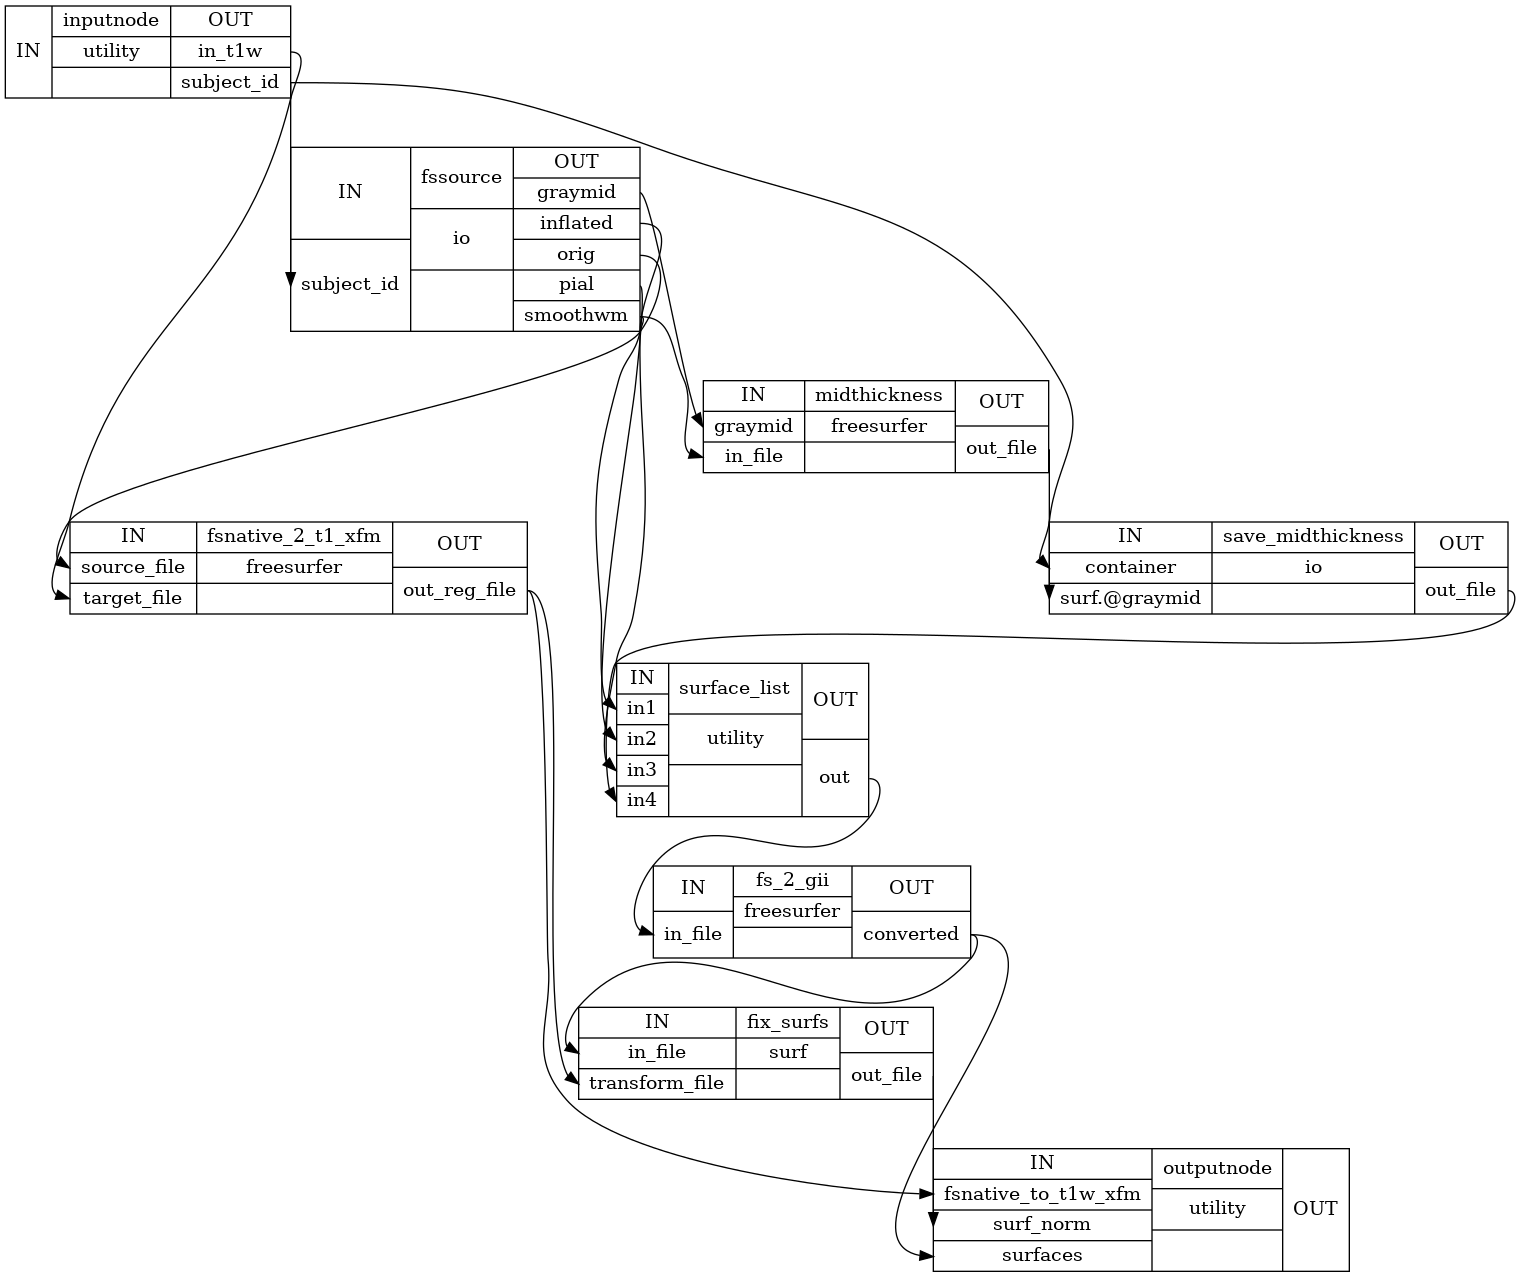 IN
inputnode
OUT
utility
in_t1w
subject_id
IN
fssource
OUT
graymid
inflated
io
orig
subject_id
pial
smoothwm
IN
midthickness
OUT
graymid
freesurfer
in_file
out_file
IN
fsnative_2_t1_xfm
OUT
source_file
freesurfer
out_reg_file
target_file
IN
save_midthickness
OUT
container
io
out_file
surf.@graymid
IN
surface_list
OUT
in1
in2
utility
in3
out
in4
IN
fs_2_gii
OUT
freesurfer
in_file
converted
IN
fix_surfs
OUT
in_file
surf
out_file
transform_file
IN
outputnode
OUT
fsnative_to_t1w_xfm
utility
surf_norm
surfaces